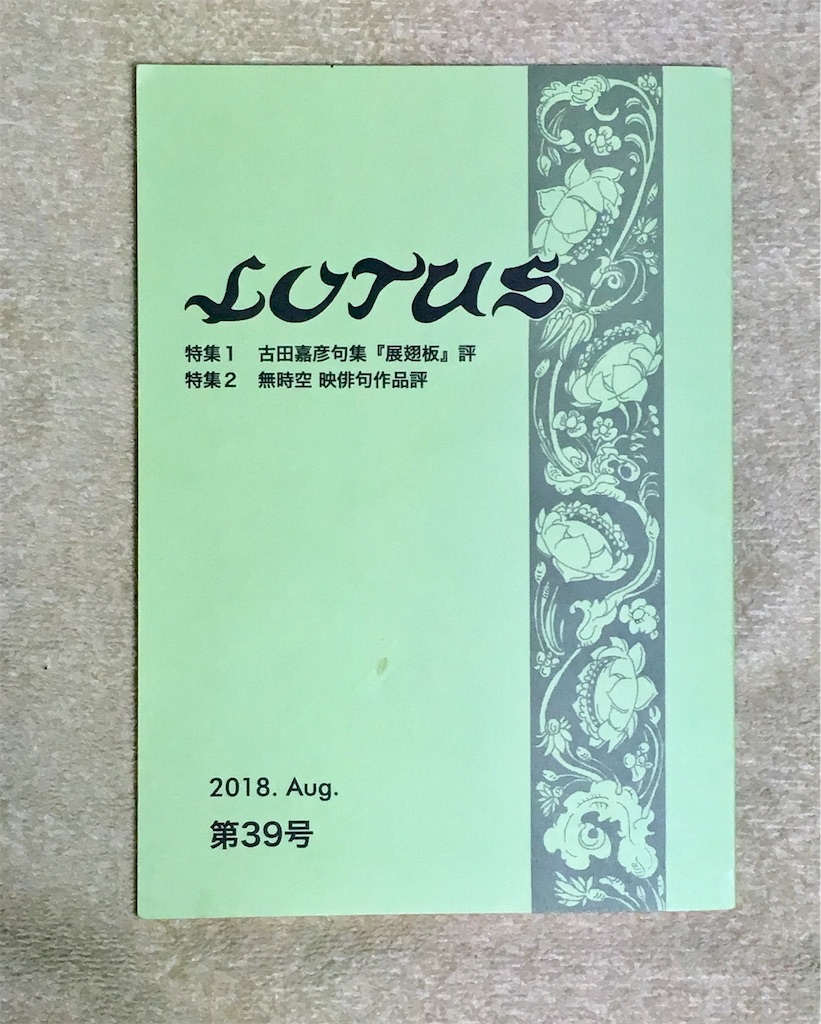 LOTUS
特集1 古田嘉彦句集『展翅板』評
特集2 無時空 映俳句作品評
2018. Aug.
第39号